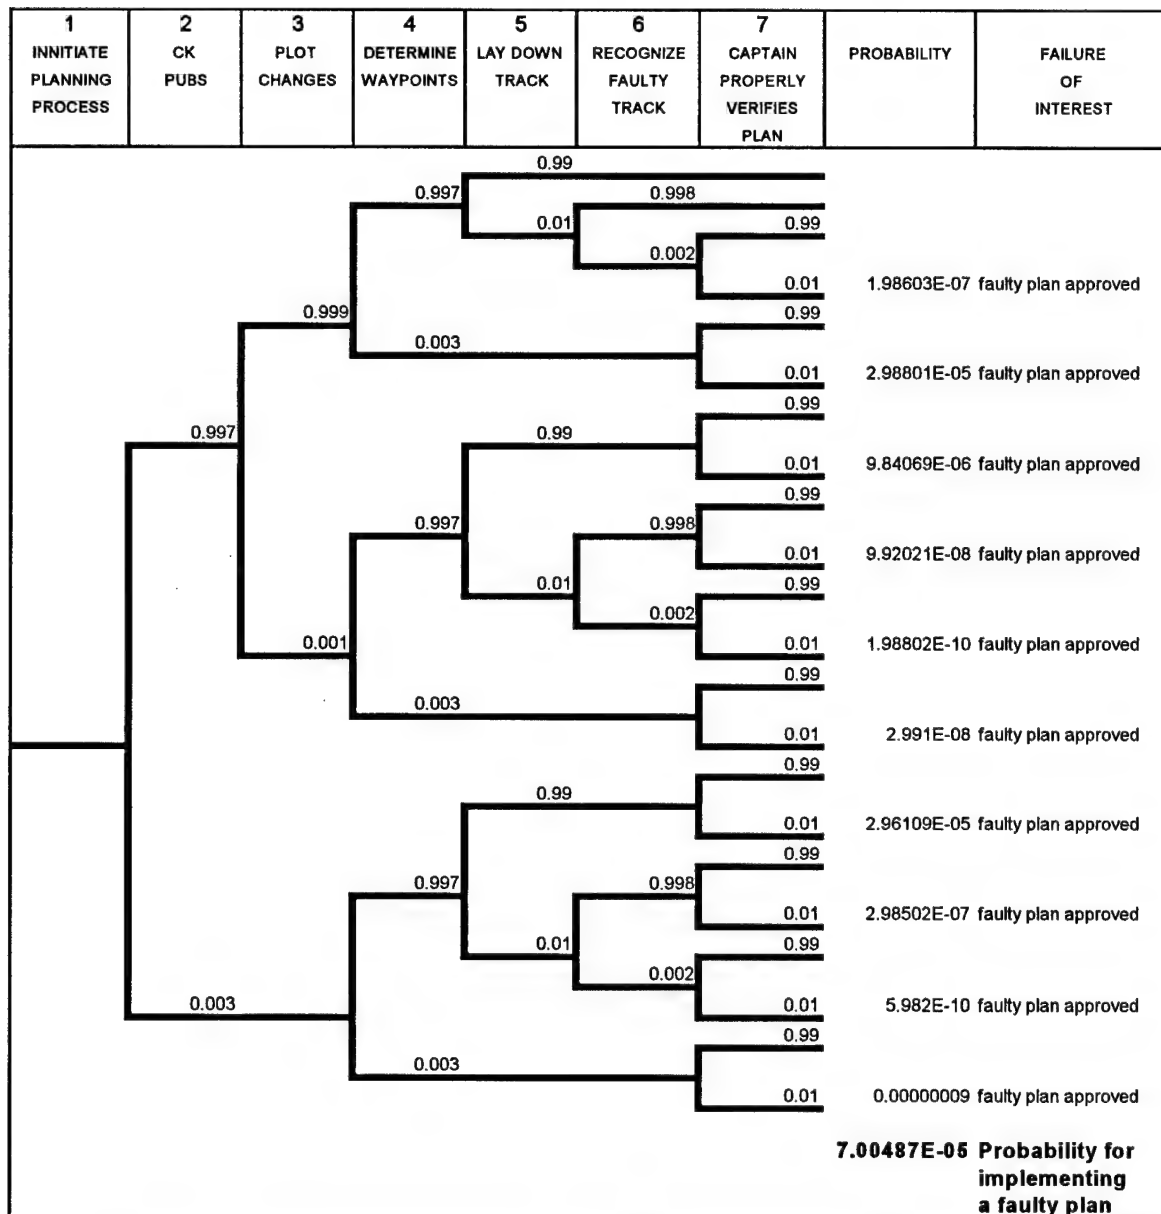 1 2 3 4 5 6 7
INNITIATE CK PLOT DETERMINE LAY DOWN RECOGNIZE CAPTAIN PROBABILITY FAILURE
PLANNING PUBS CHANGES WAYPOINTS TRACK FAULTY PROPERLY OF
PROCESS TRACK VERIFIES INTEREST
PLAN
0.99
0.997 0.998
0.01 0.99
0.002
0.01 1.98603E-07 faulty plan approved
0.999 0.99
0.003
0.01 2.98801E-05 faulty plan approved
0.99
0.997 0.99
0.01 9.84069E-06 faulty plan approved
0.99
0.997 0.998
0.01 9.92021E-08 faulty plan approved
0.01 0.99
0.002
0.001 0.01 1.98802E-10 faulty plan approved
0.99
0.003
0.01 2.991E-08 faulty plan approved
0.99
0.99
0.01 2.96109E-05 faulty plan approved
0.99
0.997 0.998
0.01 2.98502E-07 faulty plan approved
0.01 0.99
0.002
0.003 0.01 5.982E-10 faulty plan approved
0.99
0.003
0.01 0.00000009 faulty plan approved
7.00487E-05 Probability for
implementing
a faulty plan